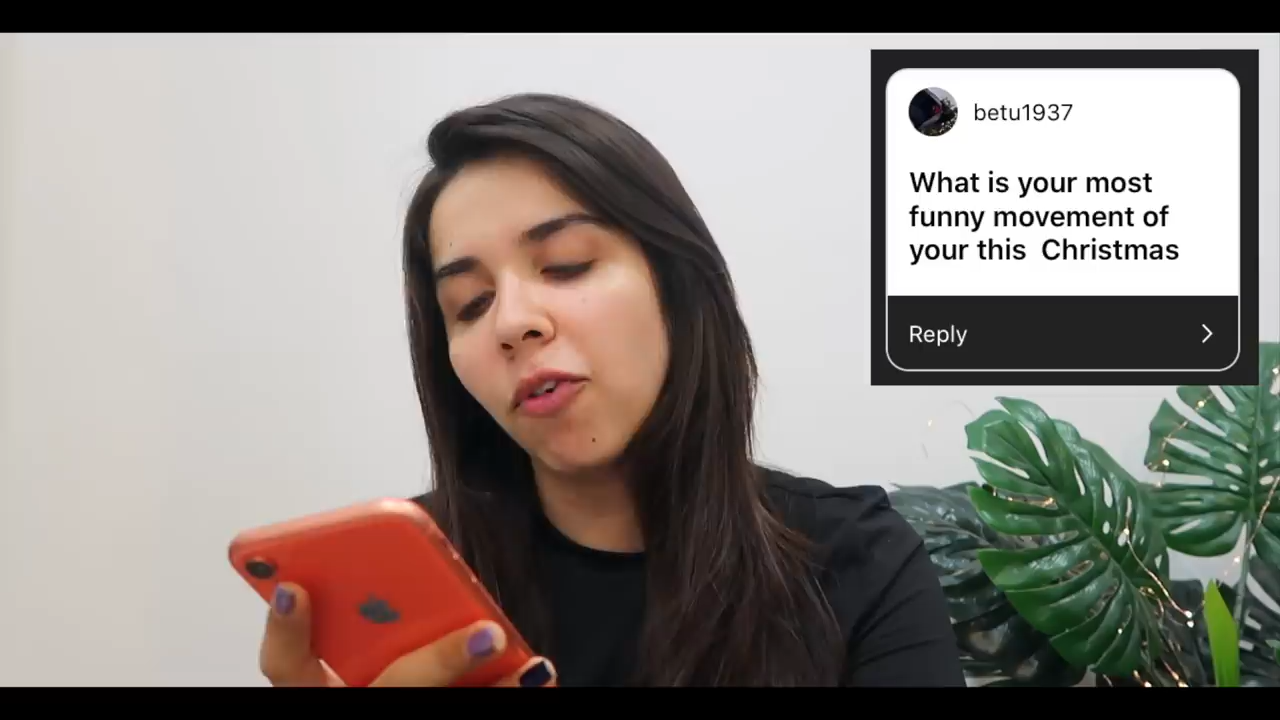 betu1937
What is your most
funny movement of
your this  Christmas
Reply